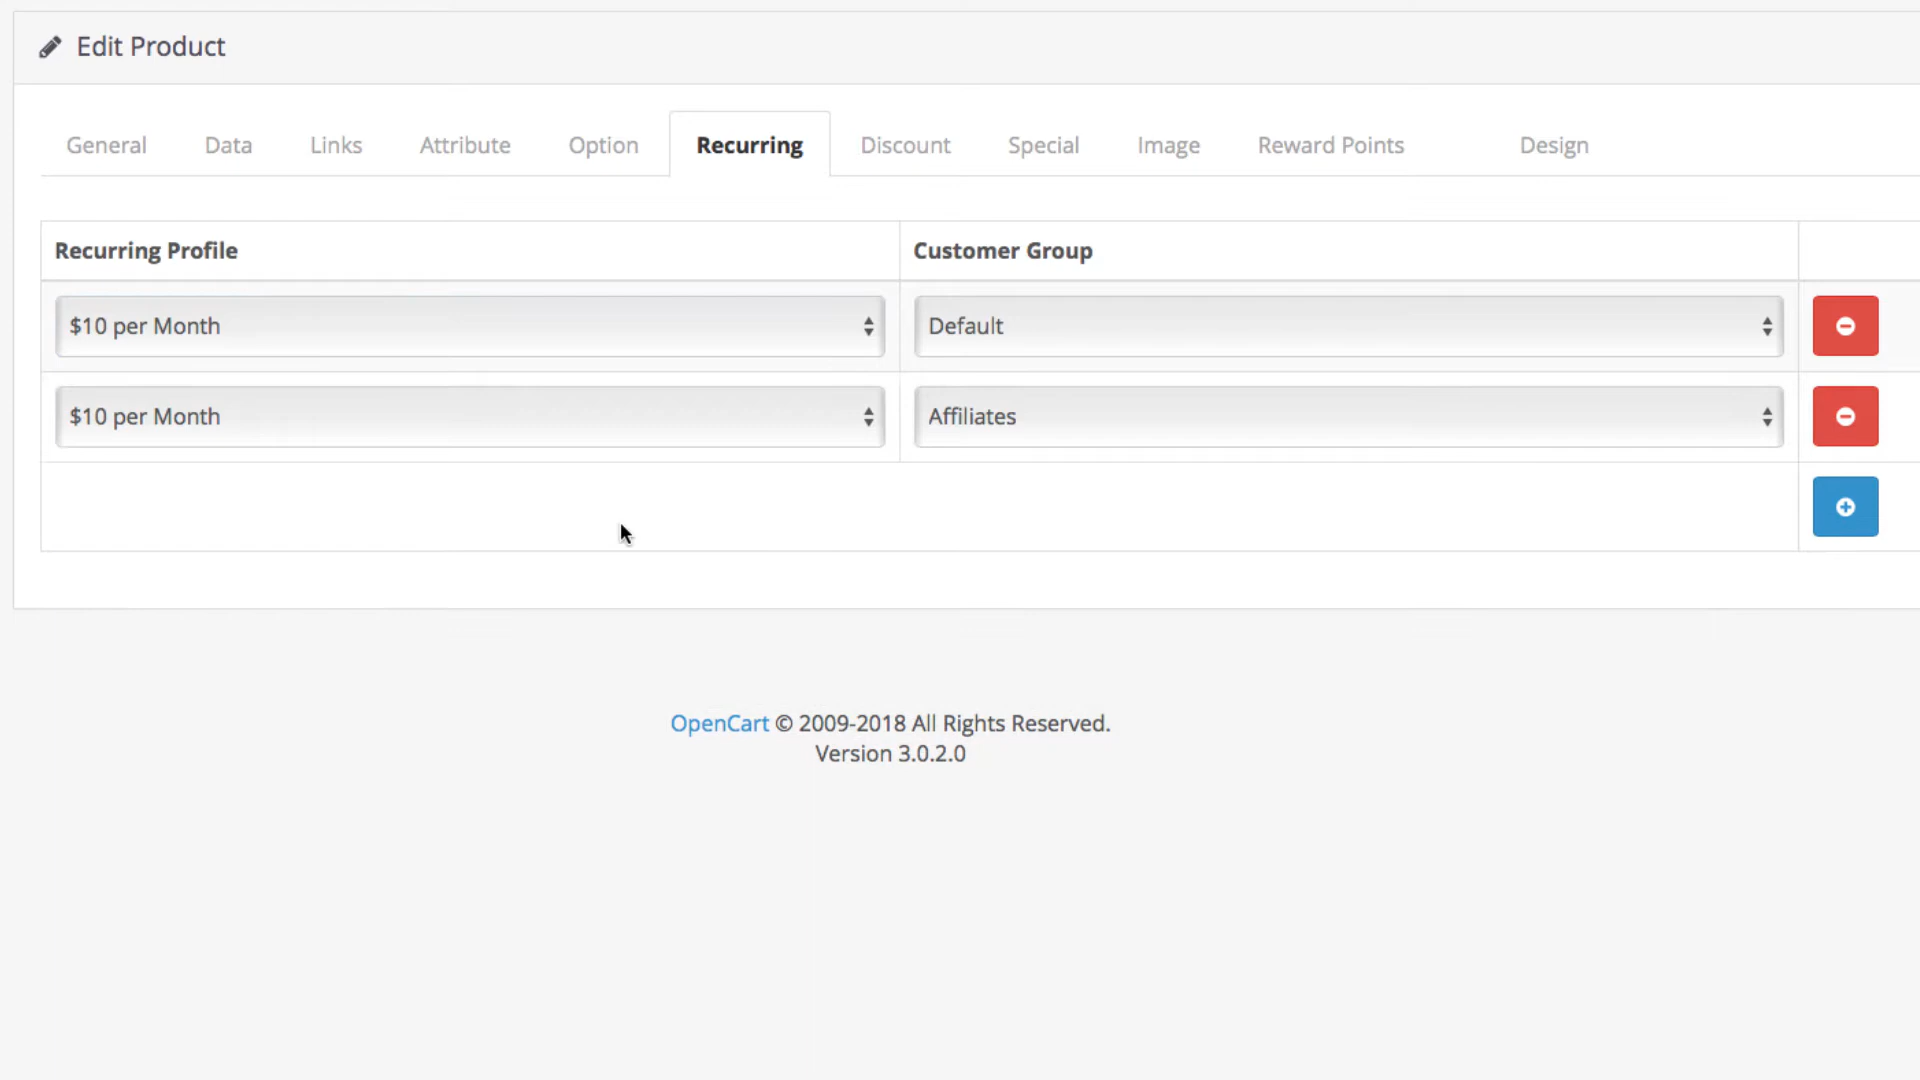 Edit Product
General Data Links Attribute Option Recurring Discount Special Image Reward Points Design
Recurring Profile Customer Group
$10 per Month Default
$10 per Month Affiliates
OpenCart © 2009-2018 All Rights Reserved.
Version 3.0.2.0